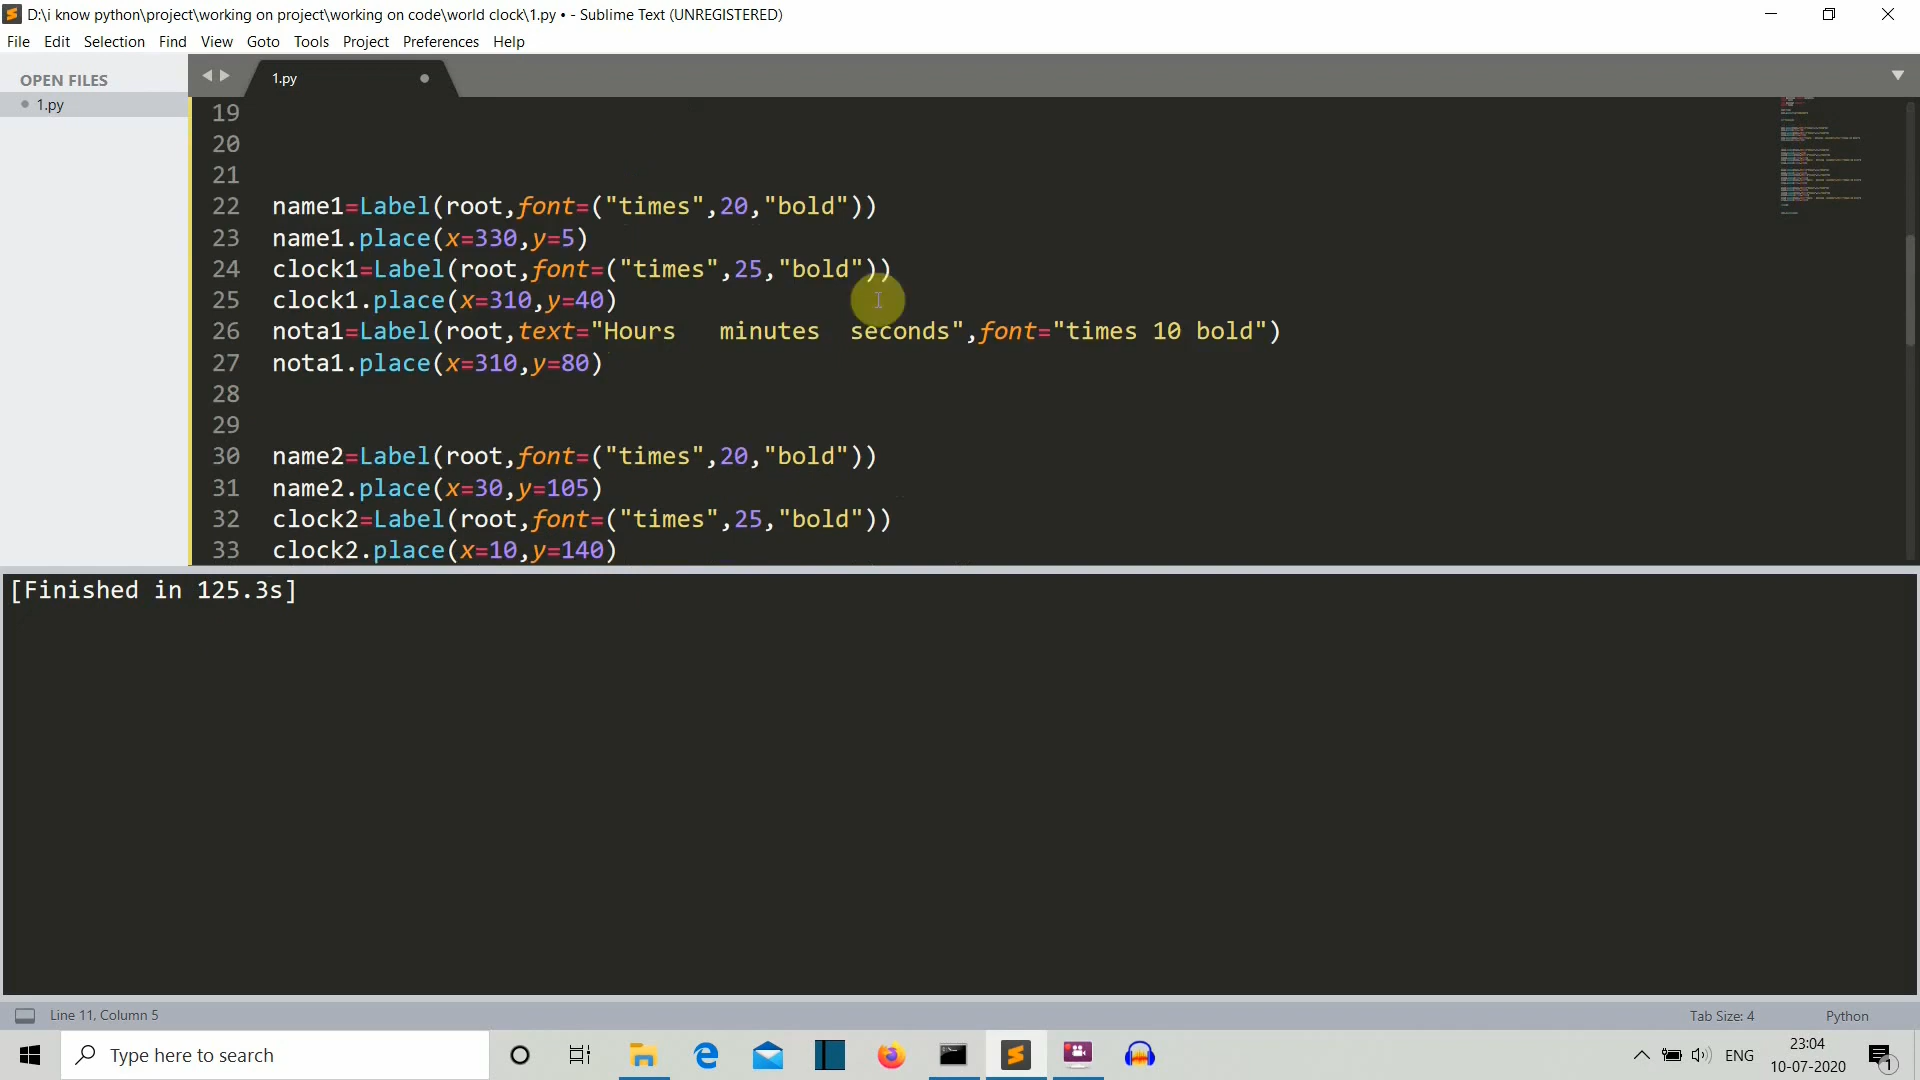 D:\i know python\project\working on project\working on code\world clock\1.py • - Sublime Text (UNREGISTERED)
File Edit Selection Find View Goto Tools Project Preferences Help
OPEN FILES
1.py
1.py
19
20
21
22 name1=Label(root,font=("times",20,"bold"))
23 name1.place(x=330,y=5)
24 clock1=Label(root,font=("times",25,"bold"))
25 clock1.place(x=310,y=40)
26 nota1=Label(root,text="Hours   minutes  seconds",font="times 10 bold")
27 nota1.place(x=310,y=80)
28
29
30 name2=Label(root,font=("times",20,"bold"))
31 name2.place(x=30,y=105)
32 clock2=Label(root,font=("times",25,"bold"))
33 clock2.place(x=10,y=140)
[Finished in 125.3s]
Line 11, Column 5
Tab Size: 4
Python
Type here to search
ENG
23:04
10-07-2020
1